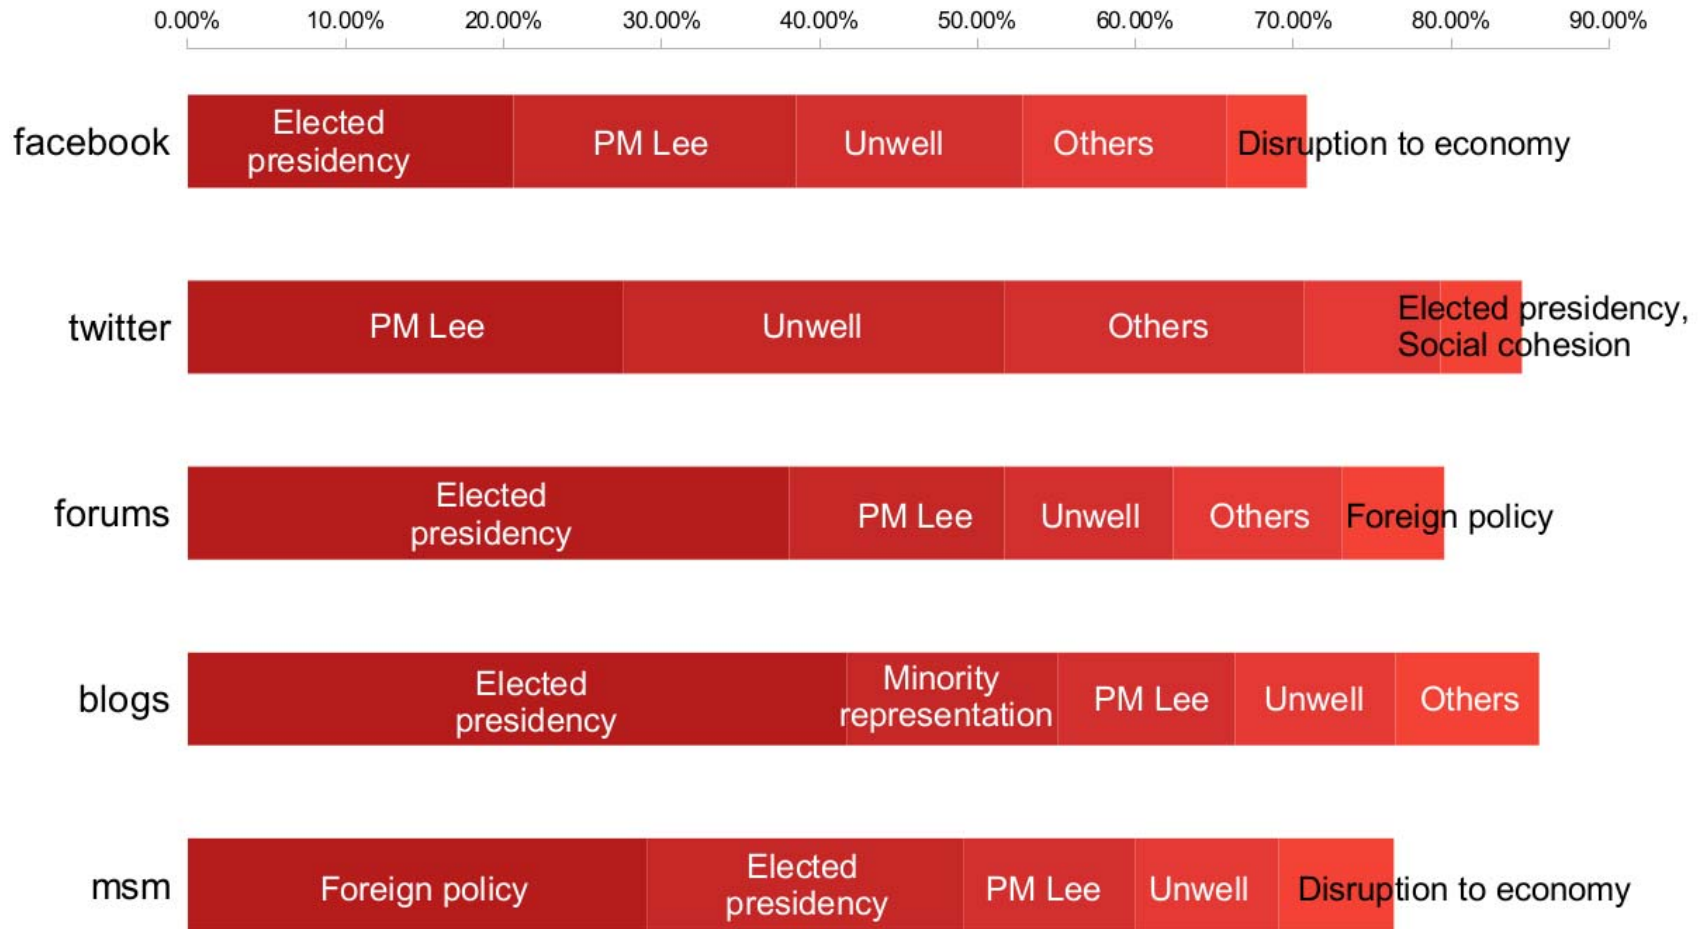 0.00% 10.00% 20.00% 30.00% 40.00% 50.00% 60.00% 70.00% 80.00% 90.00%
facebook
Elected
presidency
PM Lee
Unwell
Others
Disruption to economy
twitter
PM Lee
Unwell
Others
Elected presidency,
Social cohesion
forums
Elected
presidency
PM Lee
Unwell
Others
Foreign policy
blogs
Elected
presidency
Minority
representation
PM Lee
Unwell
Others
msm
Foreign policy
Elected
presidency
PM Lee
Unwell
Disruption to economy